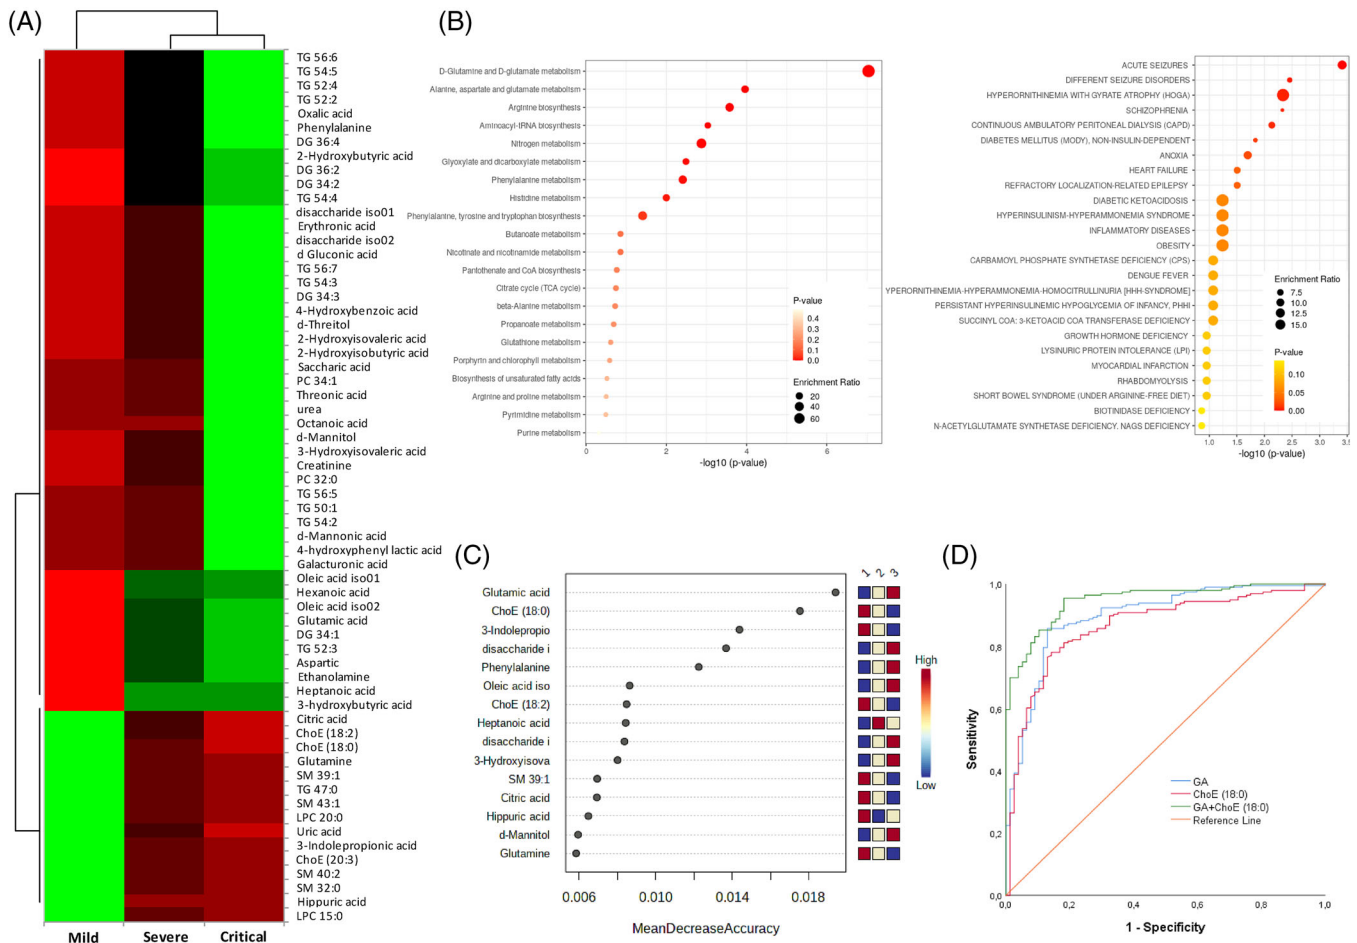 (A)
TG 56:6
TG 54:5
TG 52:4
TG 52:2
Oxalic acid
Phenylalanine
DG 36:4
2-Hydroxybutyric acid
DG 36:2
DG 34:2
TG 54:4
disaccharide iso01
Erythronic acid
disaccharide iso02
d Gluconic acid
TG 56:7
TG 54:3
DG 34:3
4-Hydroxybenzoic acid
d-Threitol
2-Hydroxyisovaleric acid
2-Hydroxyisobutyric acid
Saccharic acid
PC 34:1
Threonic acid
urea
Octanoic acid
d-Mannitol
3-Hydroxyisovaleric acid
Creatinine
PC 32:0
TG 56:5
TG 50:1
TG 54:2
d-Mannonic acid
4-hydroxyphenyl lactic acid
Galacturonic acid
Oleic acid iso01
Hexanoic acid
Oleic acid iso02
Glutamic acid
DG 34:1
TG 52:3
Aspartic
Ethanolamine
Heptanoic acid
3-hydroxybutyric acid
Citric acid
ChoE (18:2)
ChoE (18:0)
Glutamine
SM 39:1
TG 47:0
SM 43:1
LPC 20:0
Uric acid
3-Indolepropionic acid
ChoE (20:3)
SM 40:2
SM 32:0
Hippuric acid
LPC 15:0
Mild Severe Critical
(B)
D-Glutamine and D-glutamate metabolism
Alanine, aspartate and glutamate metabolism
Arginine biosynthesis
Aminoacyl-tRNA biosynthesis
Nitrogen metabolism
Glyoxylate and dicarboxylate metabolism
Phenylalanine metabolism
Histidine metabolism
Phenylalanine, tyrosine and tryptophan biosynthesis
Butanoate metabolism
Nicotinate and nicotinamide metabolism
Pantothenate and CoA biosynthesis
Citrate cycle (TCA cycle)
beta-Alanine metabolism
Propanoate metabolism
Glutathione metabolism
Porphyrin and chlorophyll metabolism
Biosynthesis of unsaturated fatty acids
Arginine and proline metabolism
Pyrimidine metabolism
Purine metabolism
P-value
0.4
0.3
0.2
0.1
0.0
Enrichment Ratio
20
40
60
0 2 4 6
-log10 (p-value)
ACUTE SEIZURES
DIFFERENT SEIZURE DISORDERS
HYPERORNITHINEMIA WITH GYRATE ATROPHY (HOGA)
SCHIZOPHRENIA
CONTINUOUS AMBULATORY PERITONEAL DIALYSIS (CAPD)
DIABETES MELLITUS (MODY), NON-INSULIN-DEPENDENT
ANOXIA
HEART FAILURE
REFRACTORY LOCALIZATION-RELATED EPILEPSY
DIABETIC KETOACIDOSIS
HYPERINSULINISM-HYPERAMMONEMIA SYNDROME
INFLAMMATORY DISEASES
OBESITY
CARBAMOYL PHOSPHATE SYNTHETASE DEFICIENCY (CPS)
DENGUE FEVER
YPERORNITHINEMIA-HYPERAMMONEMIA-HOMOCITRULLINURIA [HHH-SYNDROME]
PERSISTANT HYPERINSULINEMIC HYPOGLYCEMIA OF INFANCY, PHHI
SUCCINYL COA: 3-KETOACID COA TRANSFERASE DEFICIENCY
GROWTH HORMONE DEFICIENCY
LYSINURIC PROTEIN INTOLERANCE (LPI)
MYOCARDIAL INFARCTION
RHABDOMYOLYSIS
SHORT BOWEL SYNDROME (UNDER ARGININE-FREE DIET)
BIOTINIDASE DEFICIENCY
N-ACETYLGLUTAMATE SYNTHETASE DEFICIENCY. NAGS DEFICIENCY
Enrichment Ratio
7.5
10.0
12.5
15.0
P-value
0.10
0.05
0.00
1.0 1.5 2.0 2.5 3.0 3.5
-log10 (p-value)
(C)
1 2 3
Glutamic acid
ChoE (18:0)
3-Indolepropio
disaccharide i
Phenylalanine
Oleic acid iso
ChoE (18:2)
Heptanoic acid
disaccharide i
3-Hydroxyisova
SM 39:1
Citric acid
Hippuric acid
d-Mannitol
Glutamine
High
Low
0.006 0.010 0.014 0.018
MeanDecreaseAccuracy
(D)
1,0
0,8
0,6
0,4
0,2
0,0
Sensitivity
GA
ChoE (18:0)
GA+ChoE (18:0)
Reference Line
0,0 0,2 0,4 0,6 0,8 1,0
1 - Specificity